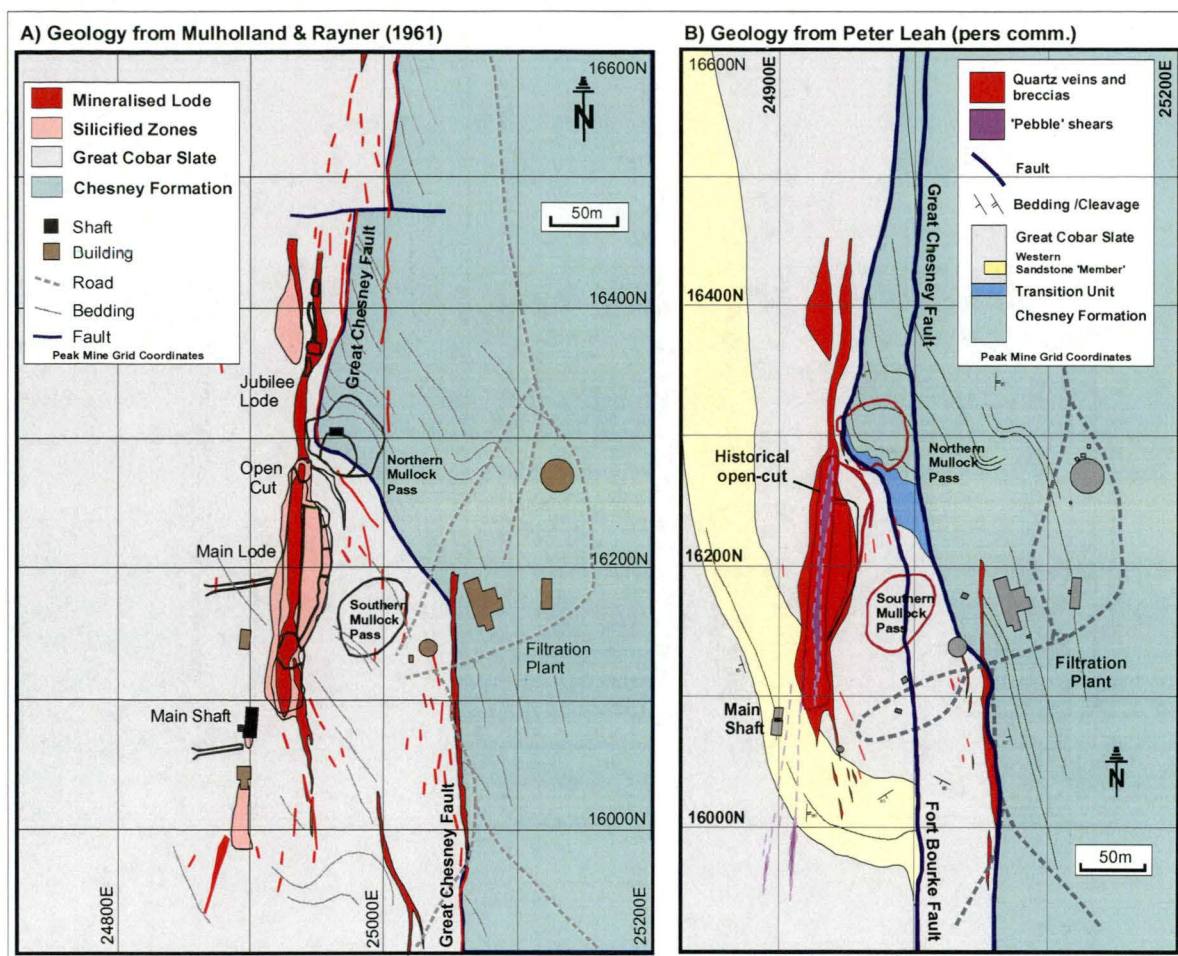 A) Geology from Mulholland & Rayner (1961)
16600N
Mineralised Lode
Silicified Zones
Great Cobar Slate
Chesney Formation
Shaft
Building
Road
Bedding
Fault
Peak Mine Grid Coordinates
N
50m
Great Chesney Fault
16400N
Jubilee
Lode
Open
Cut
Northern
Mullock
Pass
Main Lode
16200N
Southern
Mullock
Pass
Filtration
Plant
Main Shaft
16000N
Great Chesney Fault
24800E
25000E
25200E
B) Geology from Peter Leah (pers comm.)
16600N
24900E
25200E
Quartz veins and
breccias
'Pebble' shears
Fault
Bedding /Cleavage
Great Cobar Slate
Western
Sandstone 'Member'
Transition Unit
Chesney Formation
Peak Mine Grid Coordinates
Great Chesney Fault
16400N
Historical
open-cut
Northern
Mullock
Pass
16200N
Southern
Mullock
Pass
Filtration
Plant
Main
Shaft
N
16000N
Fort Bourke Fault
50m